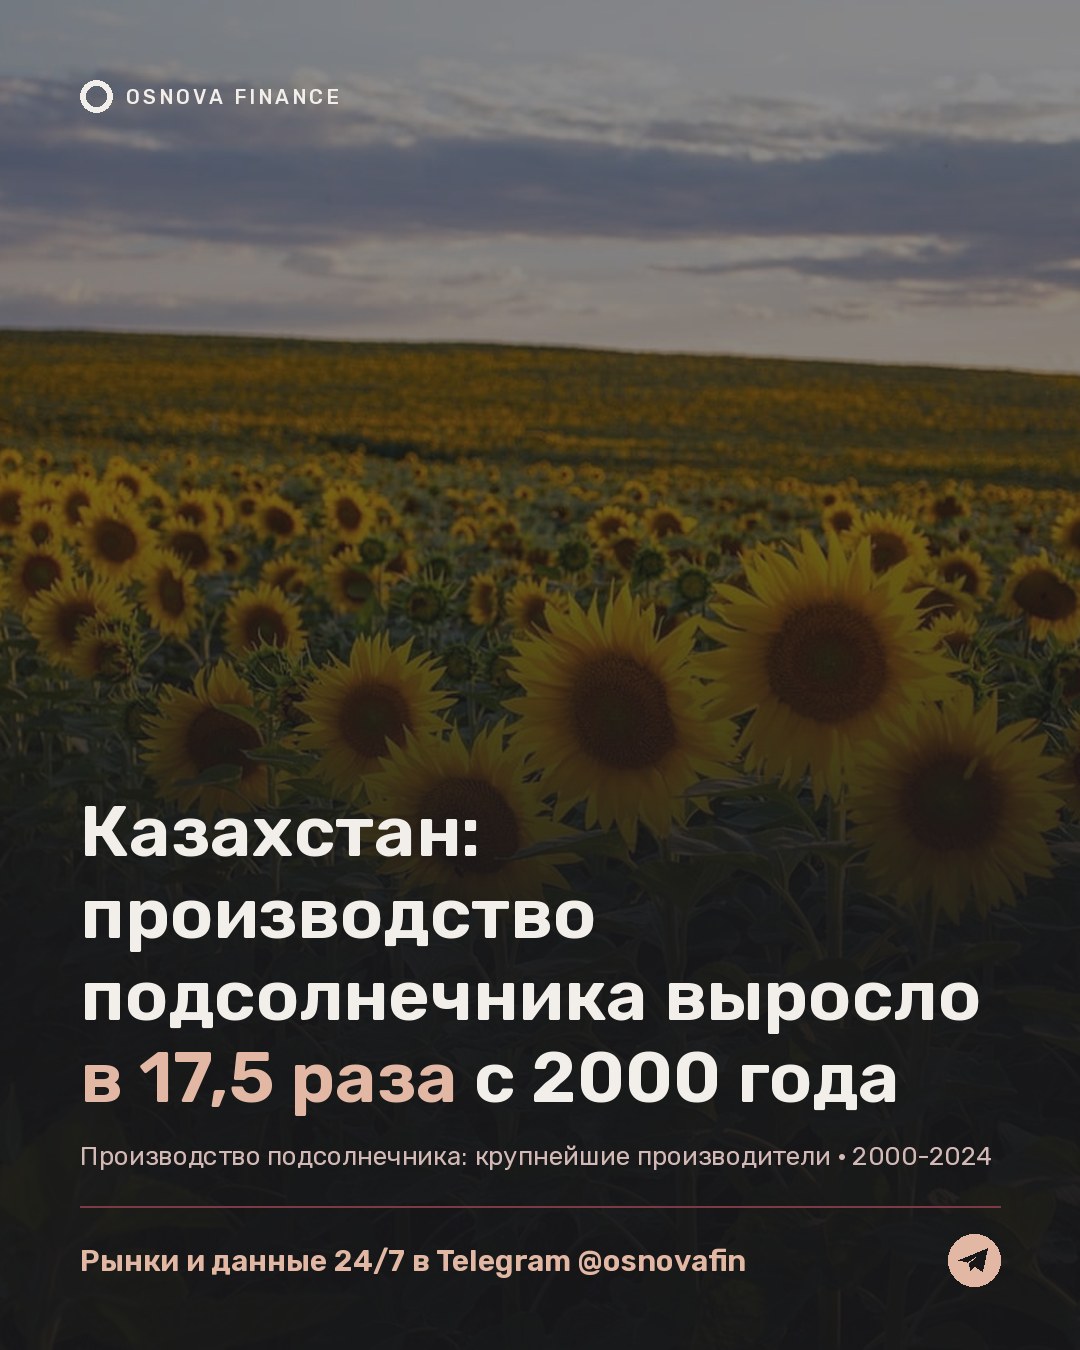 OSNOVA FINANCE
Казахстан:
производство
подсолнечника выросло
в 17,5 раза с 2000 года
Производство подсолнечника: крупнейшие производители • 2000-2024
Рынки и данные 24/7 в Telegram @osnovafin